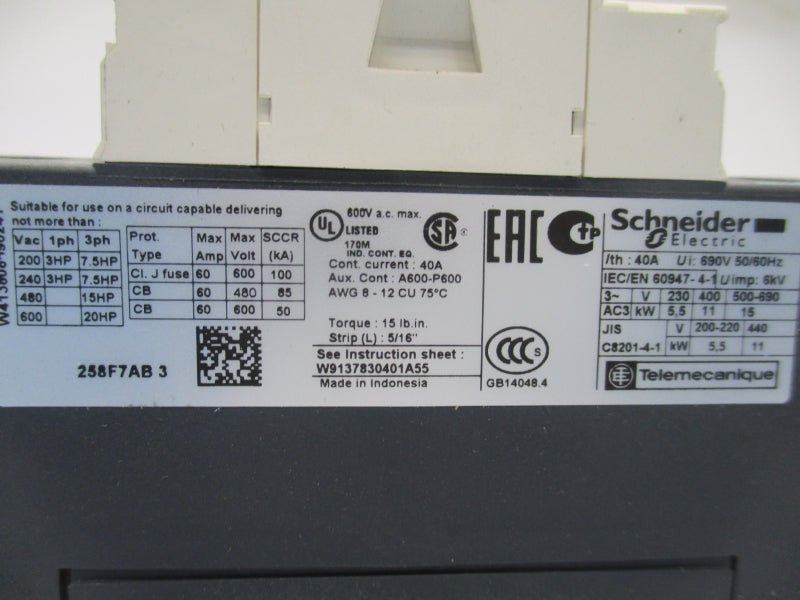 Suitable for use on a circuit capable delivering
not more than :
Vac 1ph 3ph
200 3HP 7.5HP
240 3HP 7.5HP
480 15HP
600 20HP
Prot. Type Max Amp Max Volt SCCR (kA)
Cl. J fuse 60 600 100
CB 60 480 85
CB 60 600 50
258F7AB 3
UL LISTED
600V a.c. max.
170M
IND. CONT. EQ.
SA
Cont. current : 40A
Aux. Cont : A600-P600
AWG 8 - 12 CU 75°C
Torque : 15 lb.in.
Strip (L) : 5/16"
See Instruction sheet :
W9137830401A55
Made in Indonesia
EAC
CCC S
GB14048.4
Schneider
Electric
Ith : 40A Ui : 690V 50/60Hz
IEC/EN 60947- 4-1 Uimp: 6kV
3~ V 230 400 500-690
AC3 kW 5,5 11 15
JIS V 200-220 440
C8201-4-1 kW 5,5 11
Telemecanique